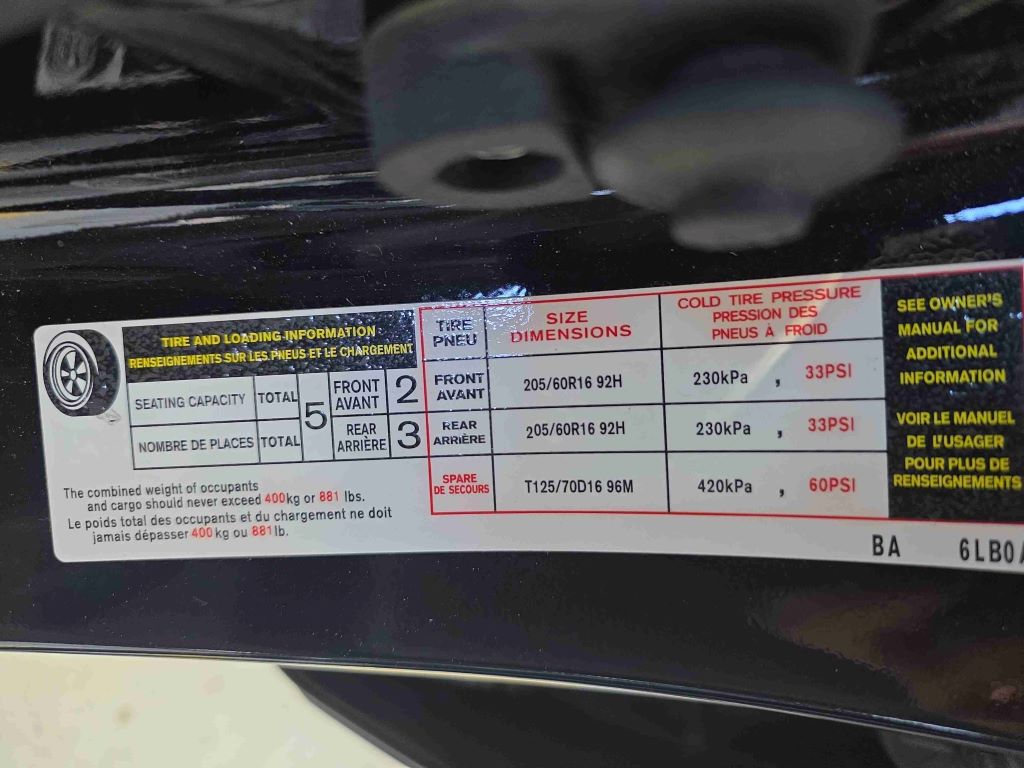 TIRE AND LOADING INFORMATION
RENSEIGNEMENTS SUR LES PNEUS ET LE CHARGEMENT
SEATING CAPACITY TOTAL 5 FRONT AVANT 2
NOMBRE DE PLACES TOTAL REAR ARRIÈRE 3
The combined weight of occupants
and cargo should never exceed 400kg or 881 lbs.
Le poids total des occupants et du chargement ne doit
jamais dépasser 400 kg ou 881 lb.
TIRE PNEU SIZE DIMENSIONS COLD TIRE PRESSURE PRESSION DES PNEUS À FROID
FRONT AVANT 205/60R16 92H 230kPa , 33PSI
REAR ARRIÈRE 205/60R16 92H 230kPa , 33PSI
SPARE DE SECOURS T125/70D16 96M 420kPa , 60PSI
SEE OWNER'S
MANUAL FOR
ADDITIONAL
INFORMATION
VOIR LE MANUEL
DE L'USAGER
POUR PLUS DE
RENSEIGNEMENTS
BA 6LB0